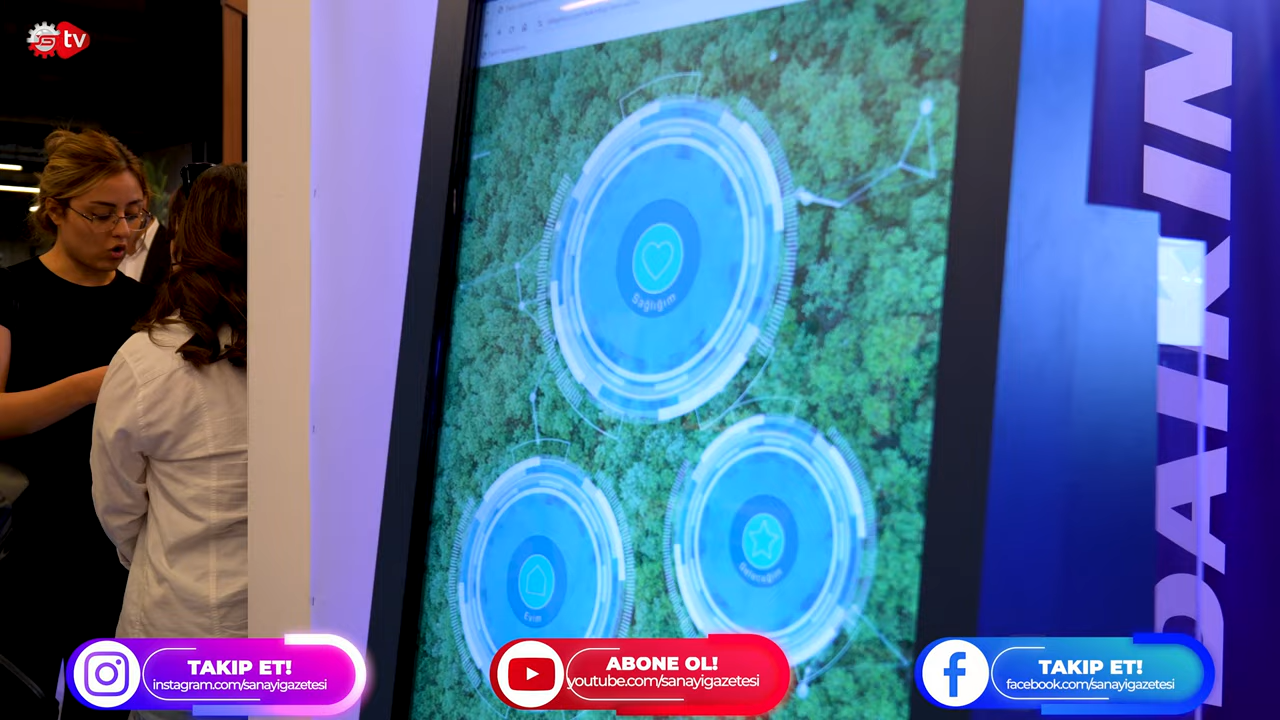 tv
Sağlığım
Evim
Geleceğim
DAIKIN
TAKIP ET!
instagram.com/sanayigazetesi
ABONE OL!
youtube.com/sanayigazetesi
TAKIP ET!
facebook.com/sanayigazetesi